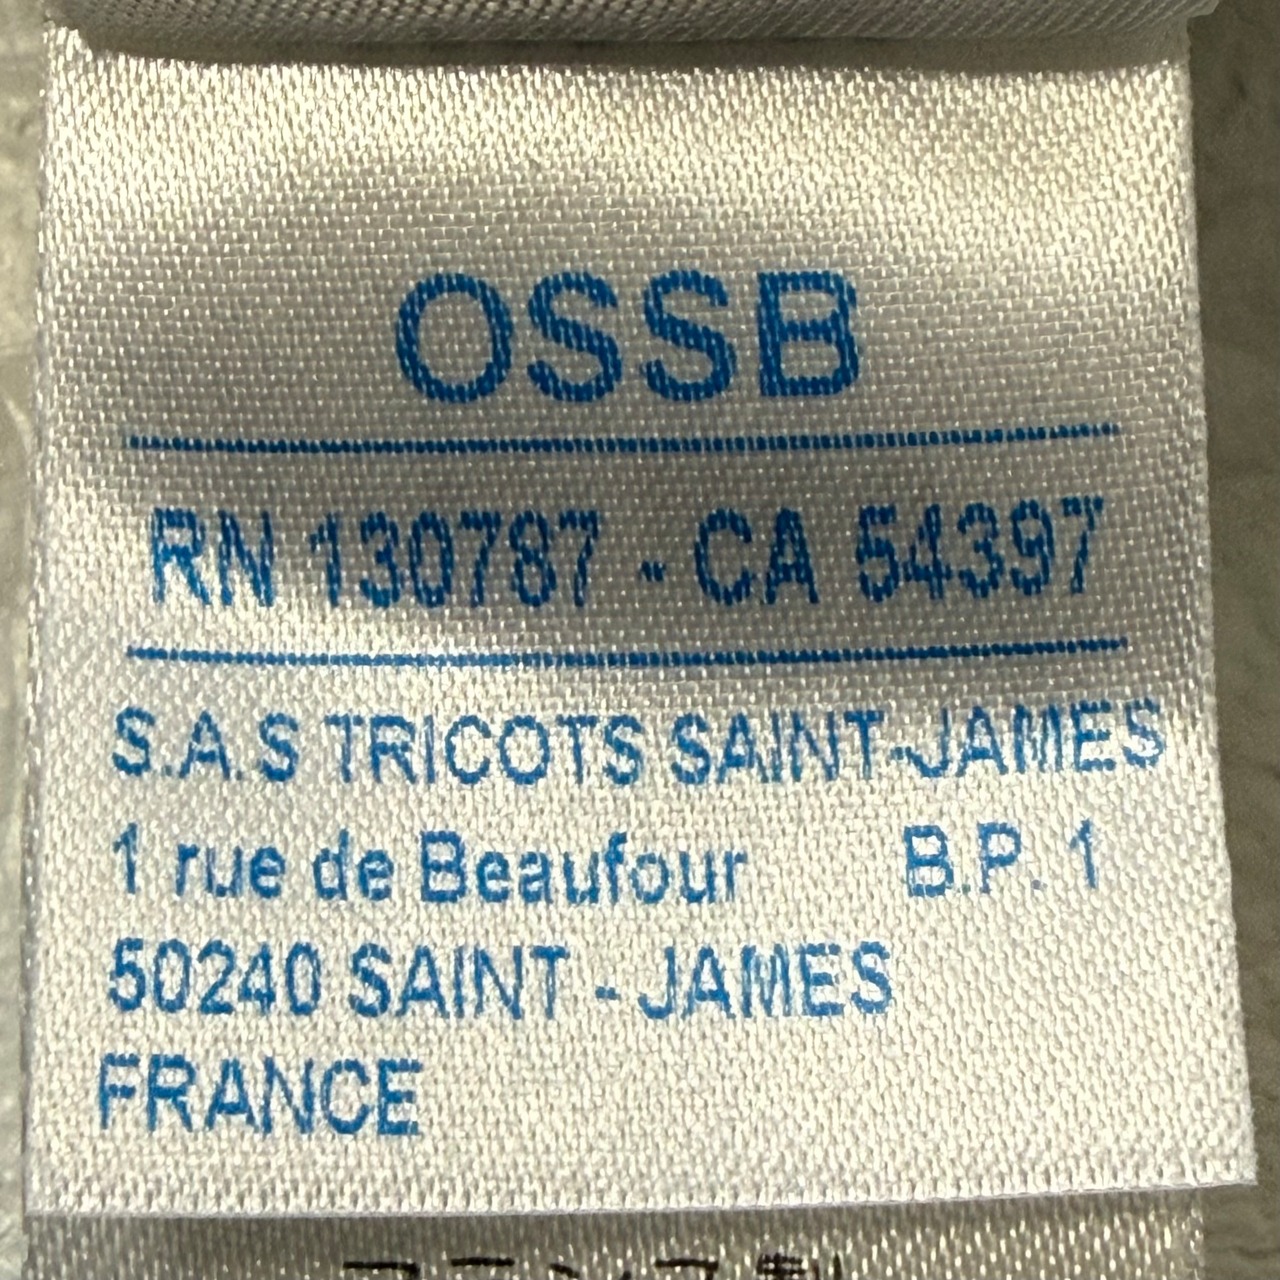 OSSB
RN 130787 - CA 54397
S.A.S TRICOTS SAINT-JAMES
1 rue de Beaufour B.P. 1
50240 SAINT - JAMES
FRANCE